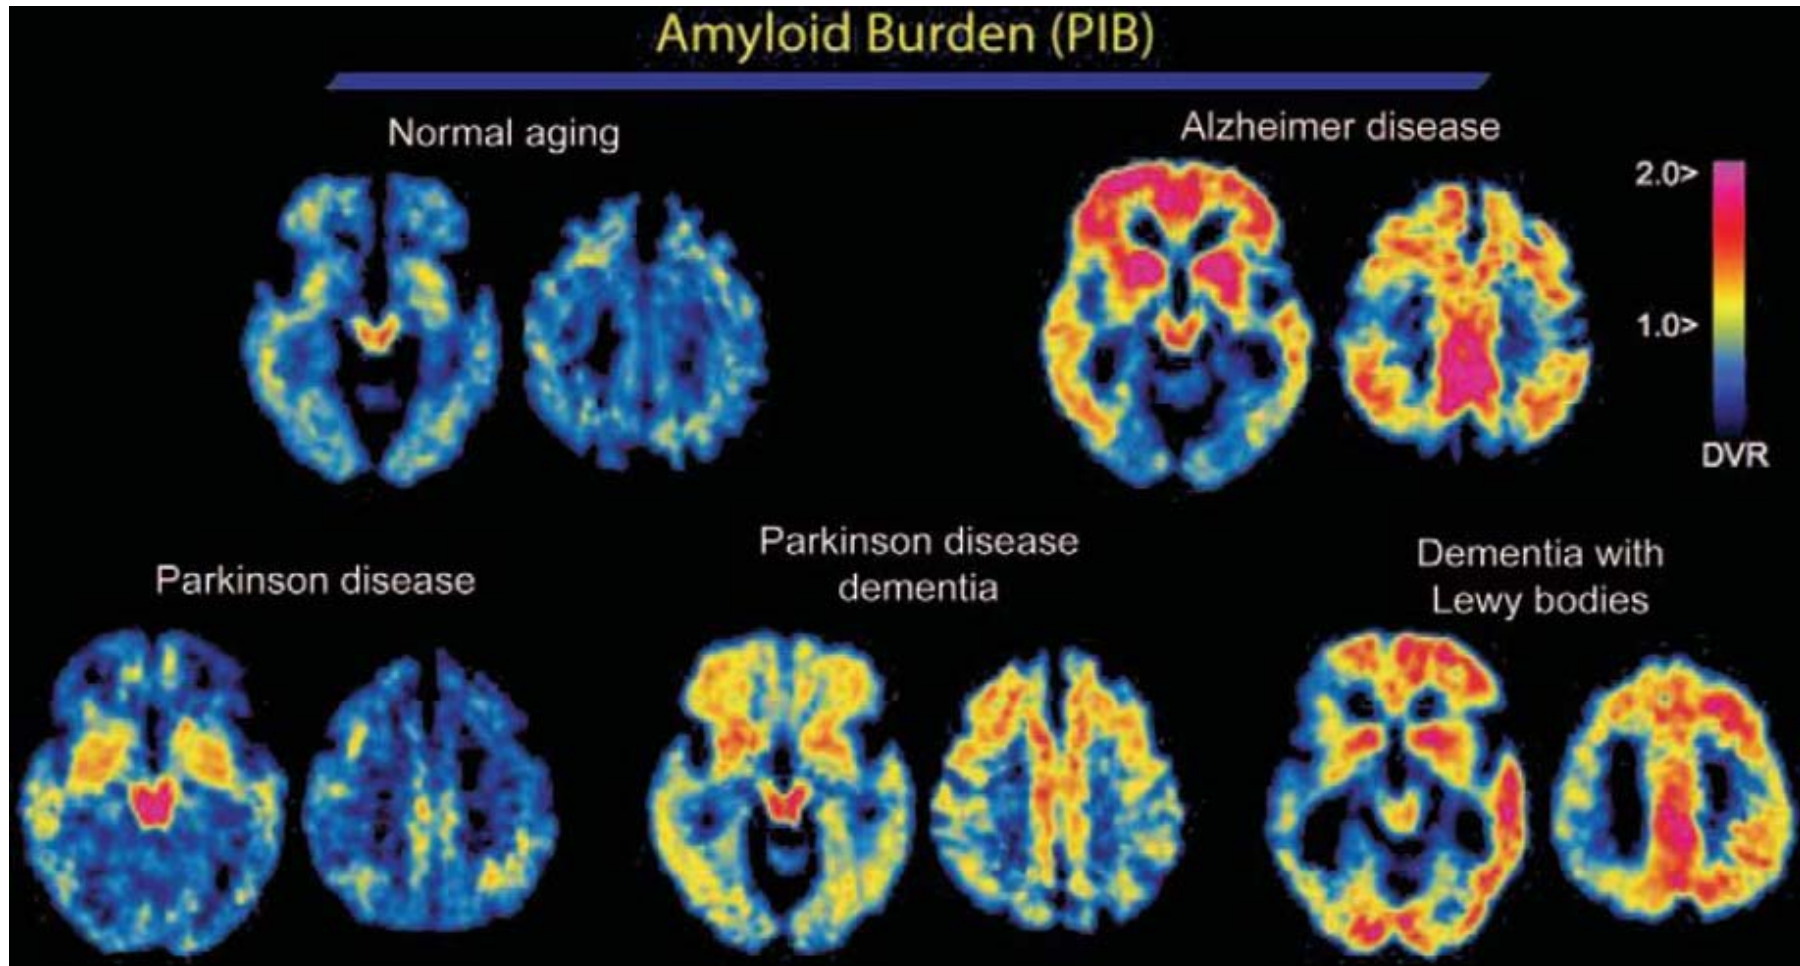 Amyloid Burden (PIB)
Normal aging
Alzheimer disease
2.0>
1.0>
DVR
Parkinson disease
Parkinson disease
dementia
Dementia with
Lewy bodies